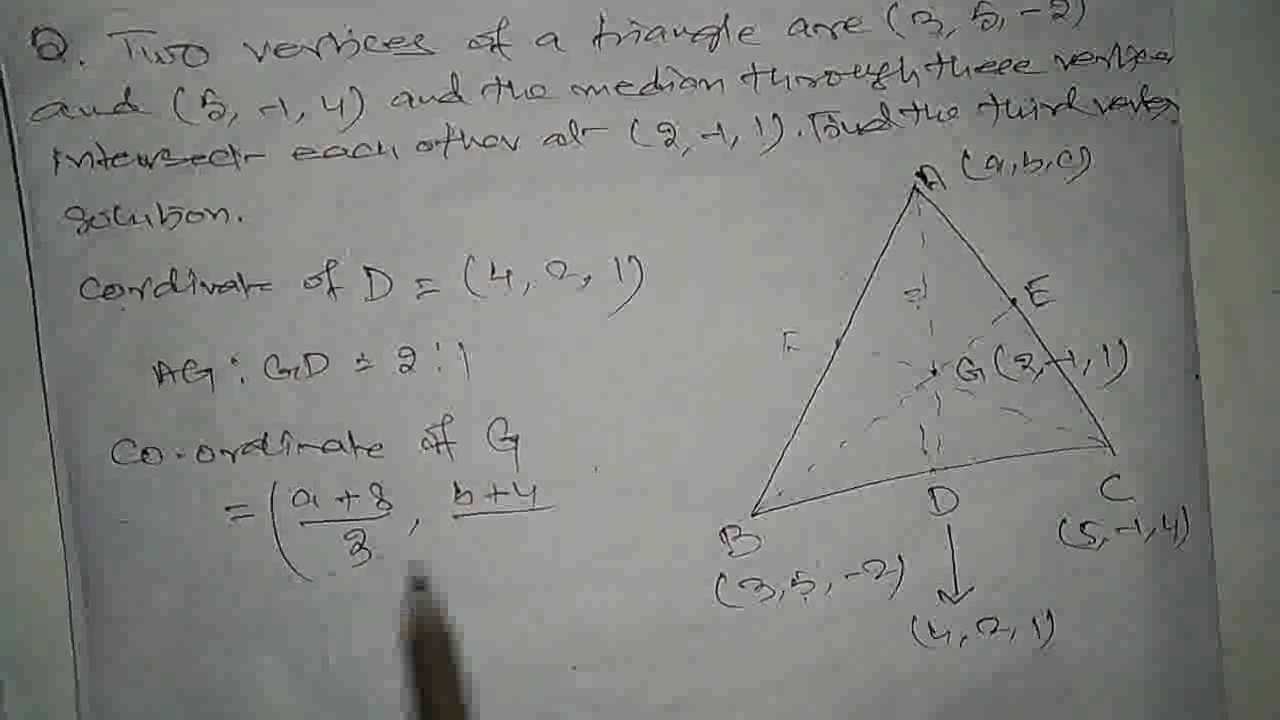 Q. Two vertices of a triangle are (3, 5, -2)
and (5, -1, 4) and the median through these vertices
intersect each other at (2, -1, 1). Find the third vertex.
solution.
Cordinate of D = (4, 2, 1)
AG : GD = 2 : 1
Co-ordinate of G
= ( a + 8 / 3 , b + 4
A (a, b, c)
2
E
F
G (2, -1, 1)
1
B
(3, 5, -2)
D
C
(5, -1, 4)
(4, 2, 1)